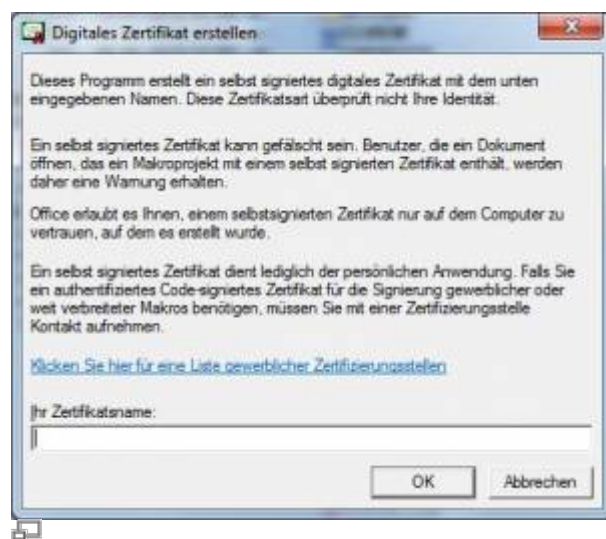 Digitales Zertifikat erstellen
Dieses Programm erstellt ein selbst signiertes digitales Zertifikat mit dem unten
eingegebenen Namen. Diese Zertifikatsart überprüft nicht Ihre Identität.
Ein selbst signiertes Zertifikat kann gefälscht sein. Benutzer, die ein Dokument
öffnen, das ein Makroprojekt mit einem selbst signierten Zertifikat enthält, werden
daher eine Warnung erhalten.
Office erlaubt es Ihnen, einem selbstsignierten Zertifikat nur auf dem Computer zu
vertrauen, auf dem es erstellt wurde.
Ein selbst signiertes Zertifikat dient lediglich der persönlichen Anwendung. Falls Sie
ein authentifiziertes Code-signiertes Zertifikat für die Signierung gewerblicher oder
weit verbreiteter Makros benötigen, müssen Sie mit einer Zertifizierungsstelle
Kontakt aufnehmen.
Klicken Sie hier für eine Liste gewerblicher Zertifizierungsstellen
Ihr Zertifikatsname:
OK Abbrechen